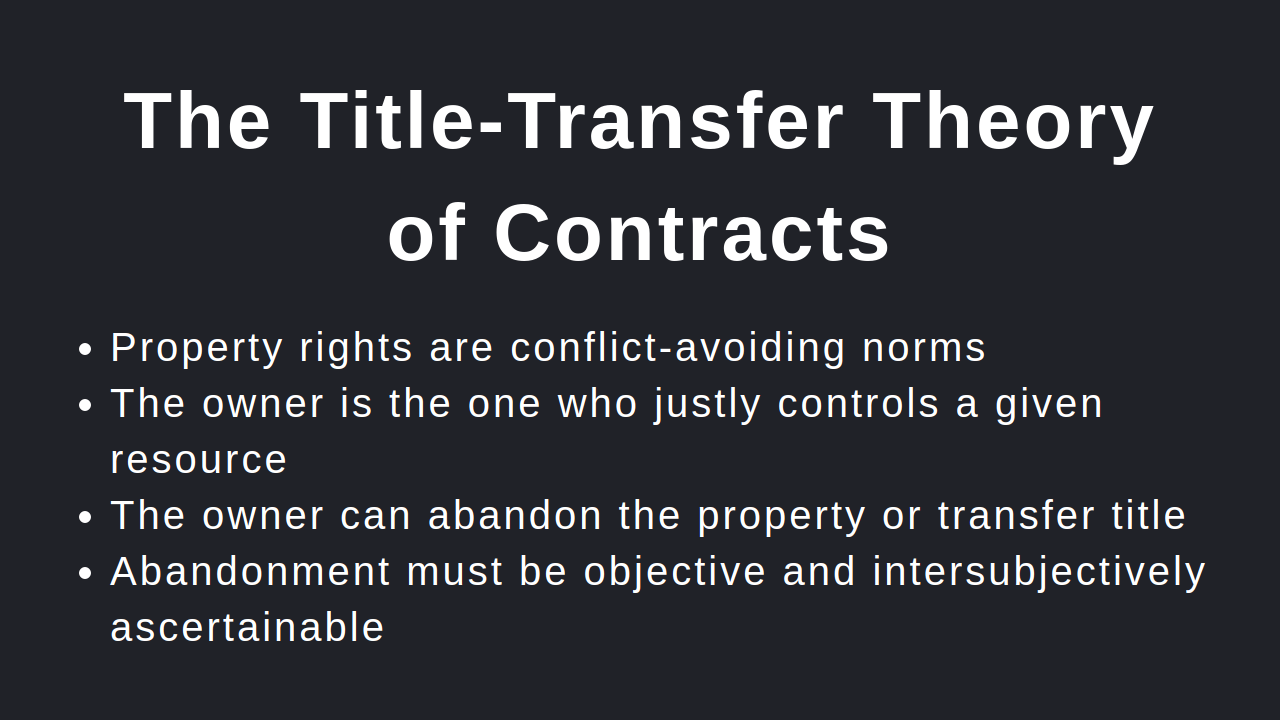 The Title-Transfer Theory
of Contracts
• Property rights are conflict-avoiding norms
• The owner is the one who justly controls a given
resource
• The owner can abandon the property or transfer title
• Abandonment must be objective and intersubjectively
ascertainable